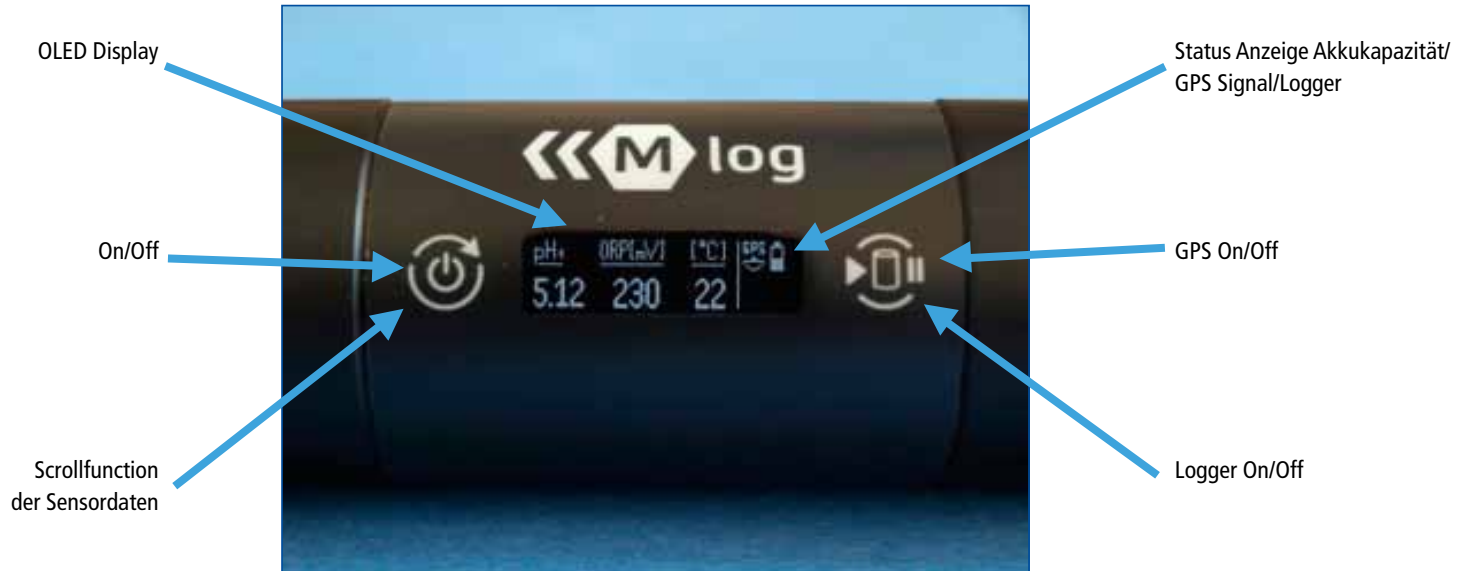 OLED Display
Status Anzeige Akkukapazität/
GPS Signal/Logger
M log
On/Off
pH ORP[mV] [°C] GPS
5.12 230 22
GPS On/Off
Scrollfunction
der Sensordaten
Logger On/Off